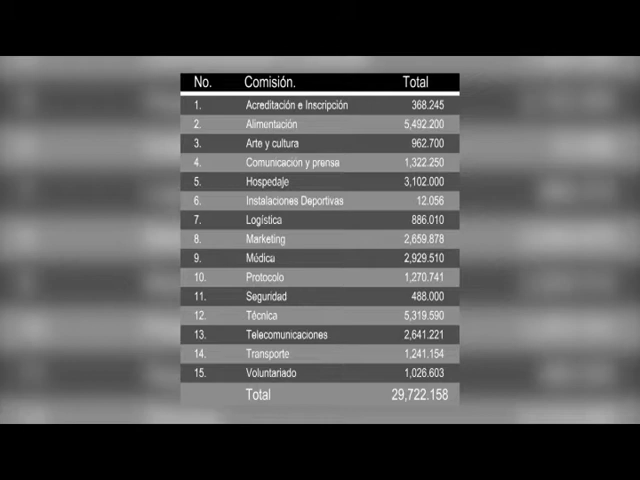 No. Comisión. Total
1. Acreditación e Inscripción 368.245
2. Alimentación 5,492.200
3. Arte y cultura 962.700
4. Comunicación y prensa 1,322.250
5. Hospedaje 3,102.000
6. Instalaciones Deportivas 12.056
7. Logística 886.010
8. Marketing 2,659.878
9. Médica 2,929.510
10. Protocolo 1,270.741
11. Seguridad 488.000
12. Técnica 5,319.590
13. Telecomunicaciones 2,641.221
14. Transporte 1,241.154
15. Voluntariado 1,026.603
Total 29,722.158